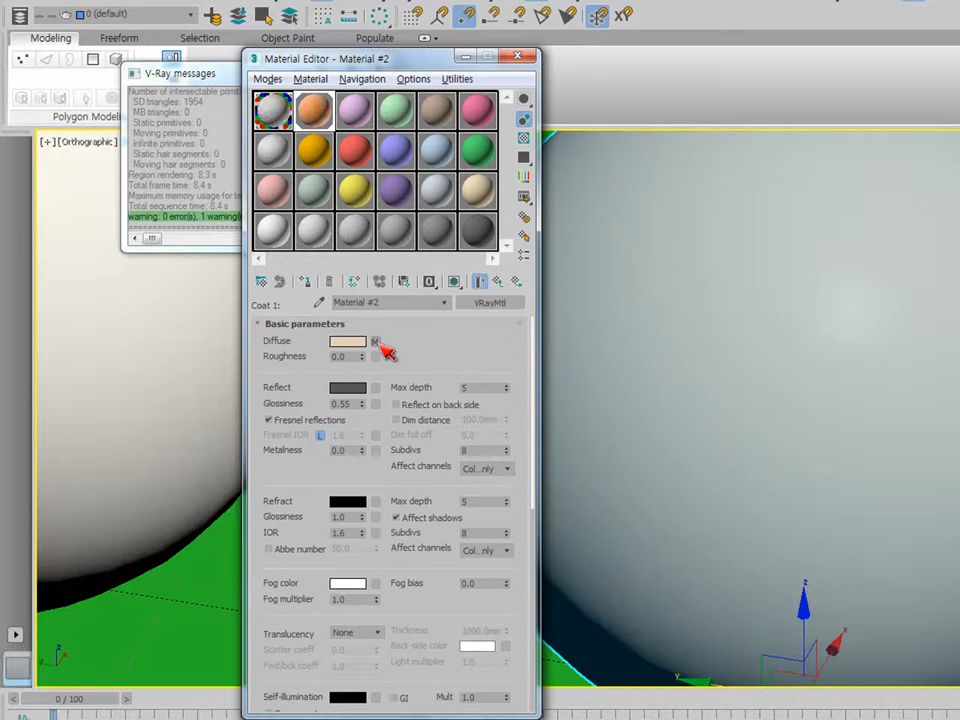 0 (default)
Modeling
Freeform
Selection
Object Paint
Populate
Polygon Modeling
V-Ray messages
Number of intersectable primiti
SD triangles: 1954
MB triangles: 0
Static primitives: 0
Moving primitives: 0
Infinite primitives: 0
Static hair segments: 0
Moving hair segments: 0
Region rendering: 8.3 s
Total frame time: 8.4 s
Maximum memory usage for te
Total sequence time: 8.4 s
warning: 0 error(s), 1 warning(s
[+][Orthographic]
3
Material Editor - Material #2
Modes
Material
Navigation
Options
Utilities
Coat 1:
Material #2
VRayMtl
Basic parameters
Diffuse
M
Roughness
0.0
Reflect
Max depth
5
Glossiness
0.55
Reflect on back side
Fresnel reflections
Dim distance
100.0mm
Fresnel IOR
L
1.6
Dim fall off
0.0
Metalness
0.0
Subdivs
8
Affect channels
Col...nly
Refract
Max depth
5
Glossiness
1.0
Affect shadows
IOR
1.6
Subdivs
8
Abbe number
50.0
Affect channels
Col...nly
Fog color
Fog bias
0.0
Fog multiplier
1.0
Translucency
None
Thickness
1000.0mm
Scatter coeff
0.0
Back-side color
Fwd/bck coeff
1.0
Light multiplier
1.0
Self-illumination
GI
Mult
1.0
z
x
y
z
x
0 / 100